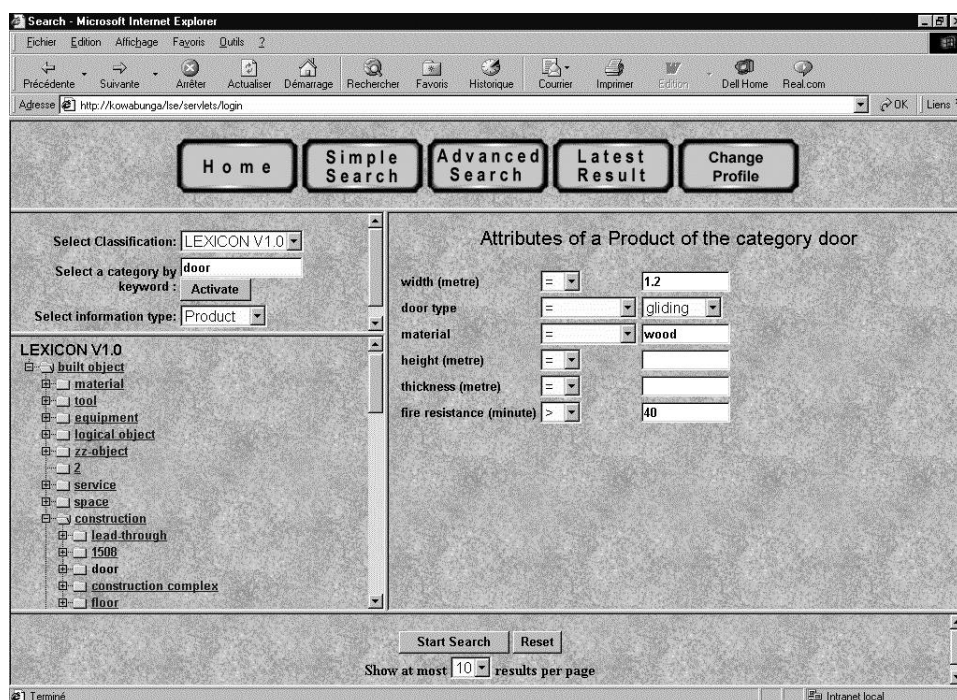 Search - Microsoft Internet Explorer
Fichier Edition Affichage Favoris Outils ?
Précédente Suivante Arrêter Actualiser Démarrage Rechercher Favoris Historique Courrier Imprimer Edition Dell Home Real.com
Adresse http://kowabunga/lse/servlets/login OK Liens
Home
Simple Search
Advanced Search
Latest Result
Change Profile
Select Classification: LEXICON V1.0
Select a category by keyword : door
Activate
Select information type: Product
LEXICON V1.0
built object
material
tool
equipment
logical object
zz-object
2
service
space
construction
lead-through
1508
door
construction complex
floor
Attributes of a Product of the category door
width (metre) = 1.2
door type = gliding
material = wood
height (metre) =
thickness (metre) =
fire resistance (minute) > 40
Start Search Reset
Show at most 10 results per page
Terminé Intranet local